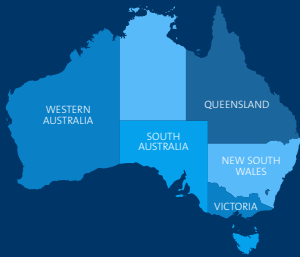 WESTERN
AUSTRALIA
QUEENSLAND
SOUTH
AUSTRALIA
NEW SOUTH
WALES
VICTORIA